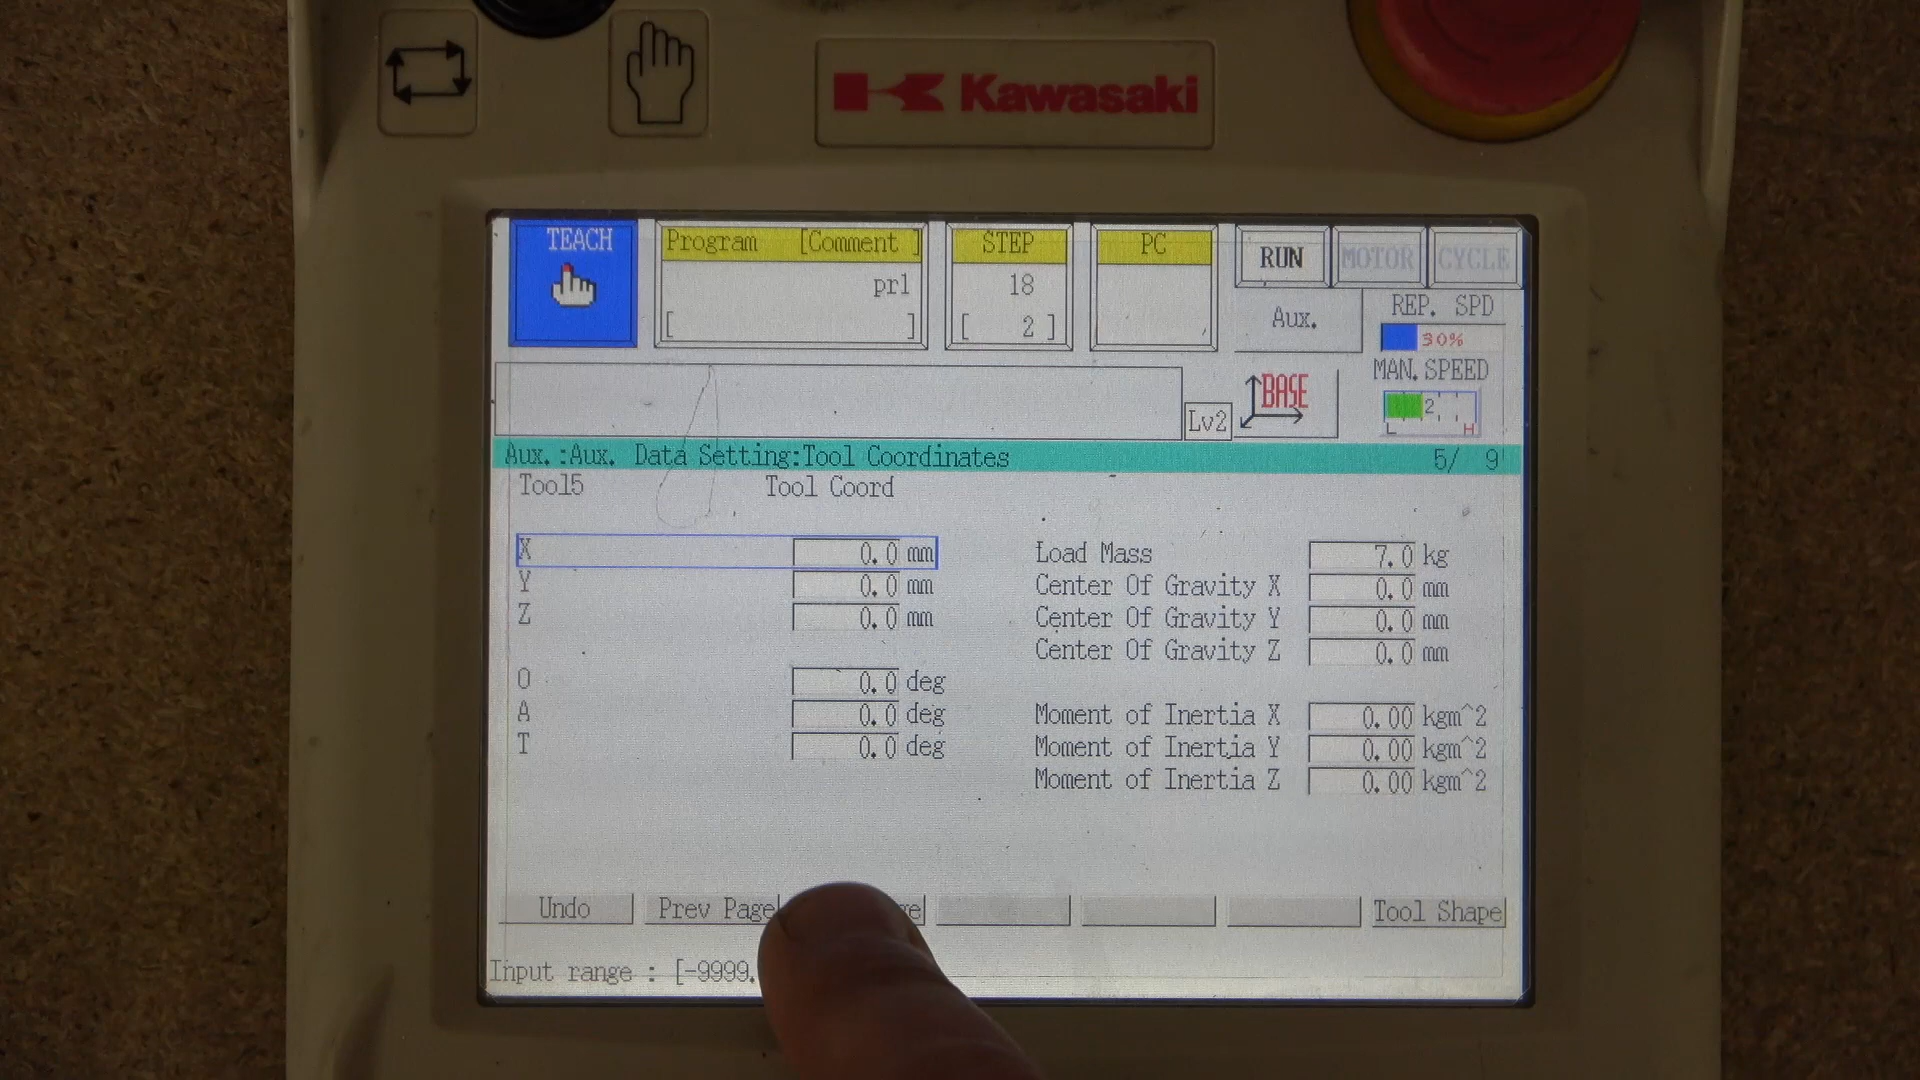 Kawasaki
TEACH
Program [Comment ]
prl
[ ]
STEP
18
[ 2 ]
PC
RUN
MOTOR
CYCLE
Aux.
REP. SPD
30%
MAN. SPEED
2
L H
Lv2
BASE
Aux.:Aux. Data Setting:Tool Coordinates 5/ 9
Tool5 Tool Coord
X 0.0 mm
Y 0.0 mm
Z 0.0 mm
O 0.0 deg
A 0.0 deg
T 0.0 deg
Load Mass 7.0 kg
Center Of Gravity X 0.0 mm
Center Of Gravity Y 0.0 mm
Center Of Gravity Z 0.0 mm
Moment of Inertia X 0.00 kgm^2
Moment of Inertia Y 0.00 kgm^2
Moment of Inertia Z 0.00 kgm^2
Undo Prev Page Tool Shape
Input range : [-9999.